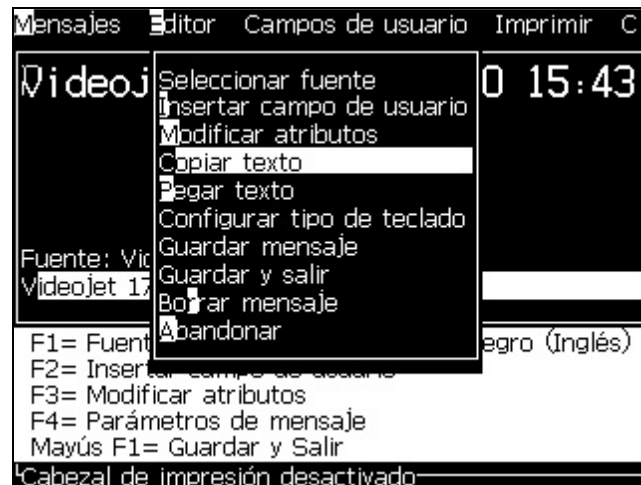 Mensajes Editor Campos de usuario Imprimir C
Videoj 0 15:43
Seleccionar fuente
Insertar campo de usuario
Modificar atributos
Copiar texto
Pegar texto
Configurar tipo de teclado
Guardar mensaje
Guardar y salir
Borrar mensaje
Abandonar
Fuente: Vid
Videojet 17
F1= Fuent egro (Inglés)
F2= Insertar campo de usuario
F3= Modificar atributos
F4= Parámetros de mensaje
Mayús F1= Guardar y Salir
Cabezal de impresión desactivado